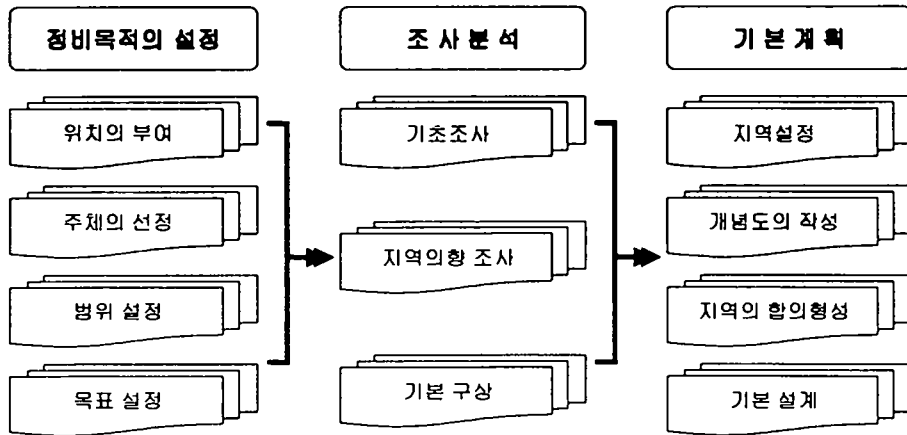 정비목적의 설정
위치의 부여
주체의 선정
범위 설정
목표 설정
조 사 분 석
기초조사
지역의향 조사
기본 구상
기 본 계 획
지역설정
개념도의 작성
지역의 합의형성
기본 설계